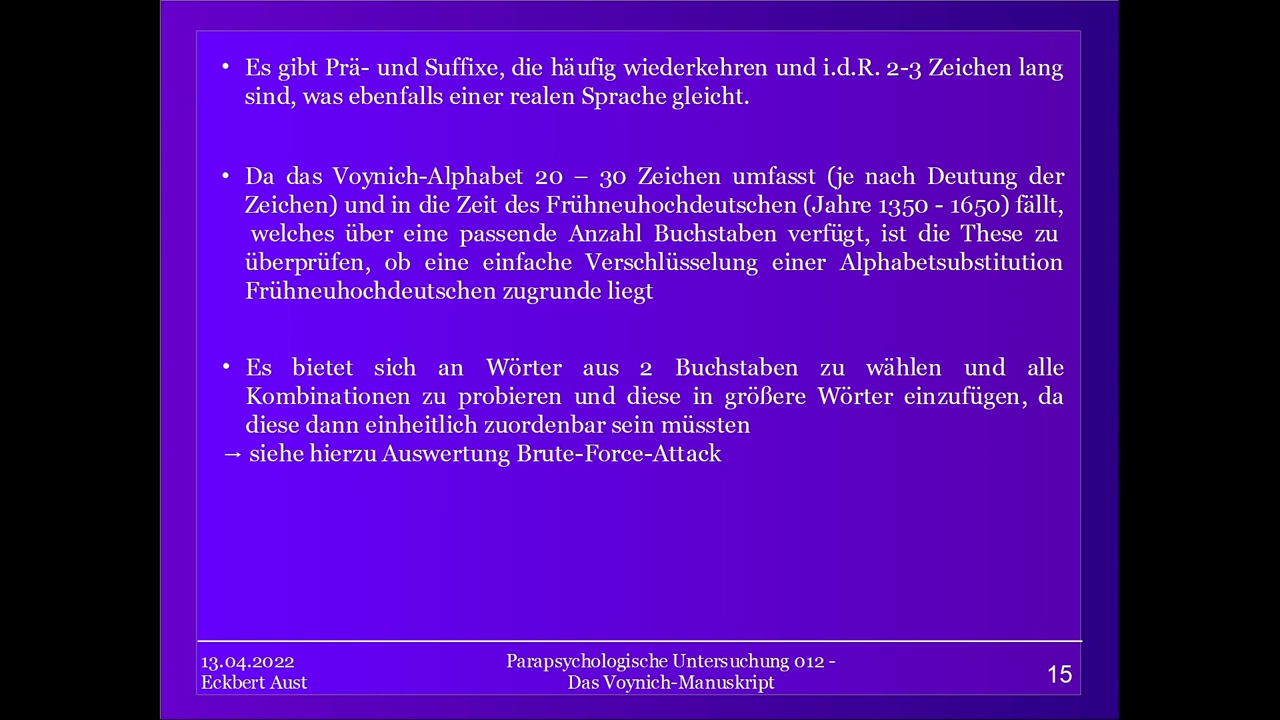 • Es gibt Prä- und Suffixe, die häufig wiederkehren und i.d.R. 2-3 Zeichen lang
sind, was ebenfalls einer realen Sprache gleicht.
• Da das Voynich-Alphabet 20 – 30 Zeichen umfasst (je nach Deutung der
Zeichen) und in die Zeit des Frühneuhochdeutschen (Jahre 1350 - 1650) fällt,
welches über eine passende Anzahl Buchstaben verfügt, ist die These zu
überprüfen, ob eine einfache Verschlüsselung einer Alphabetsubstitution
Frühneuhochdeutschen zugrunde liegt
• Es bietet sich an Wörter aus 2 Buchstaben zu wählen und alle
Kombinationen zu probieren und diese in größere Wörter einzufügen, da
diese dann einheitlich zuordenbar sein müssten
→ siehe hierzu Auswertung Brute-Force-Attack
13.04.2022
Eckbert Aust
Parapsychologische Untersuchung 012 -
Das Voynich-Manuskript
15